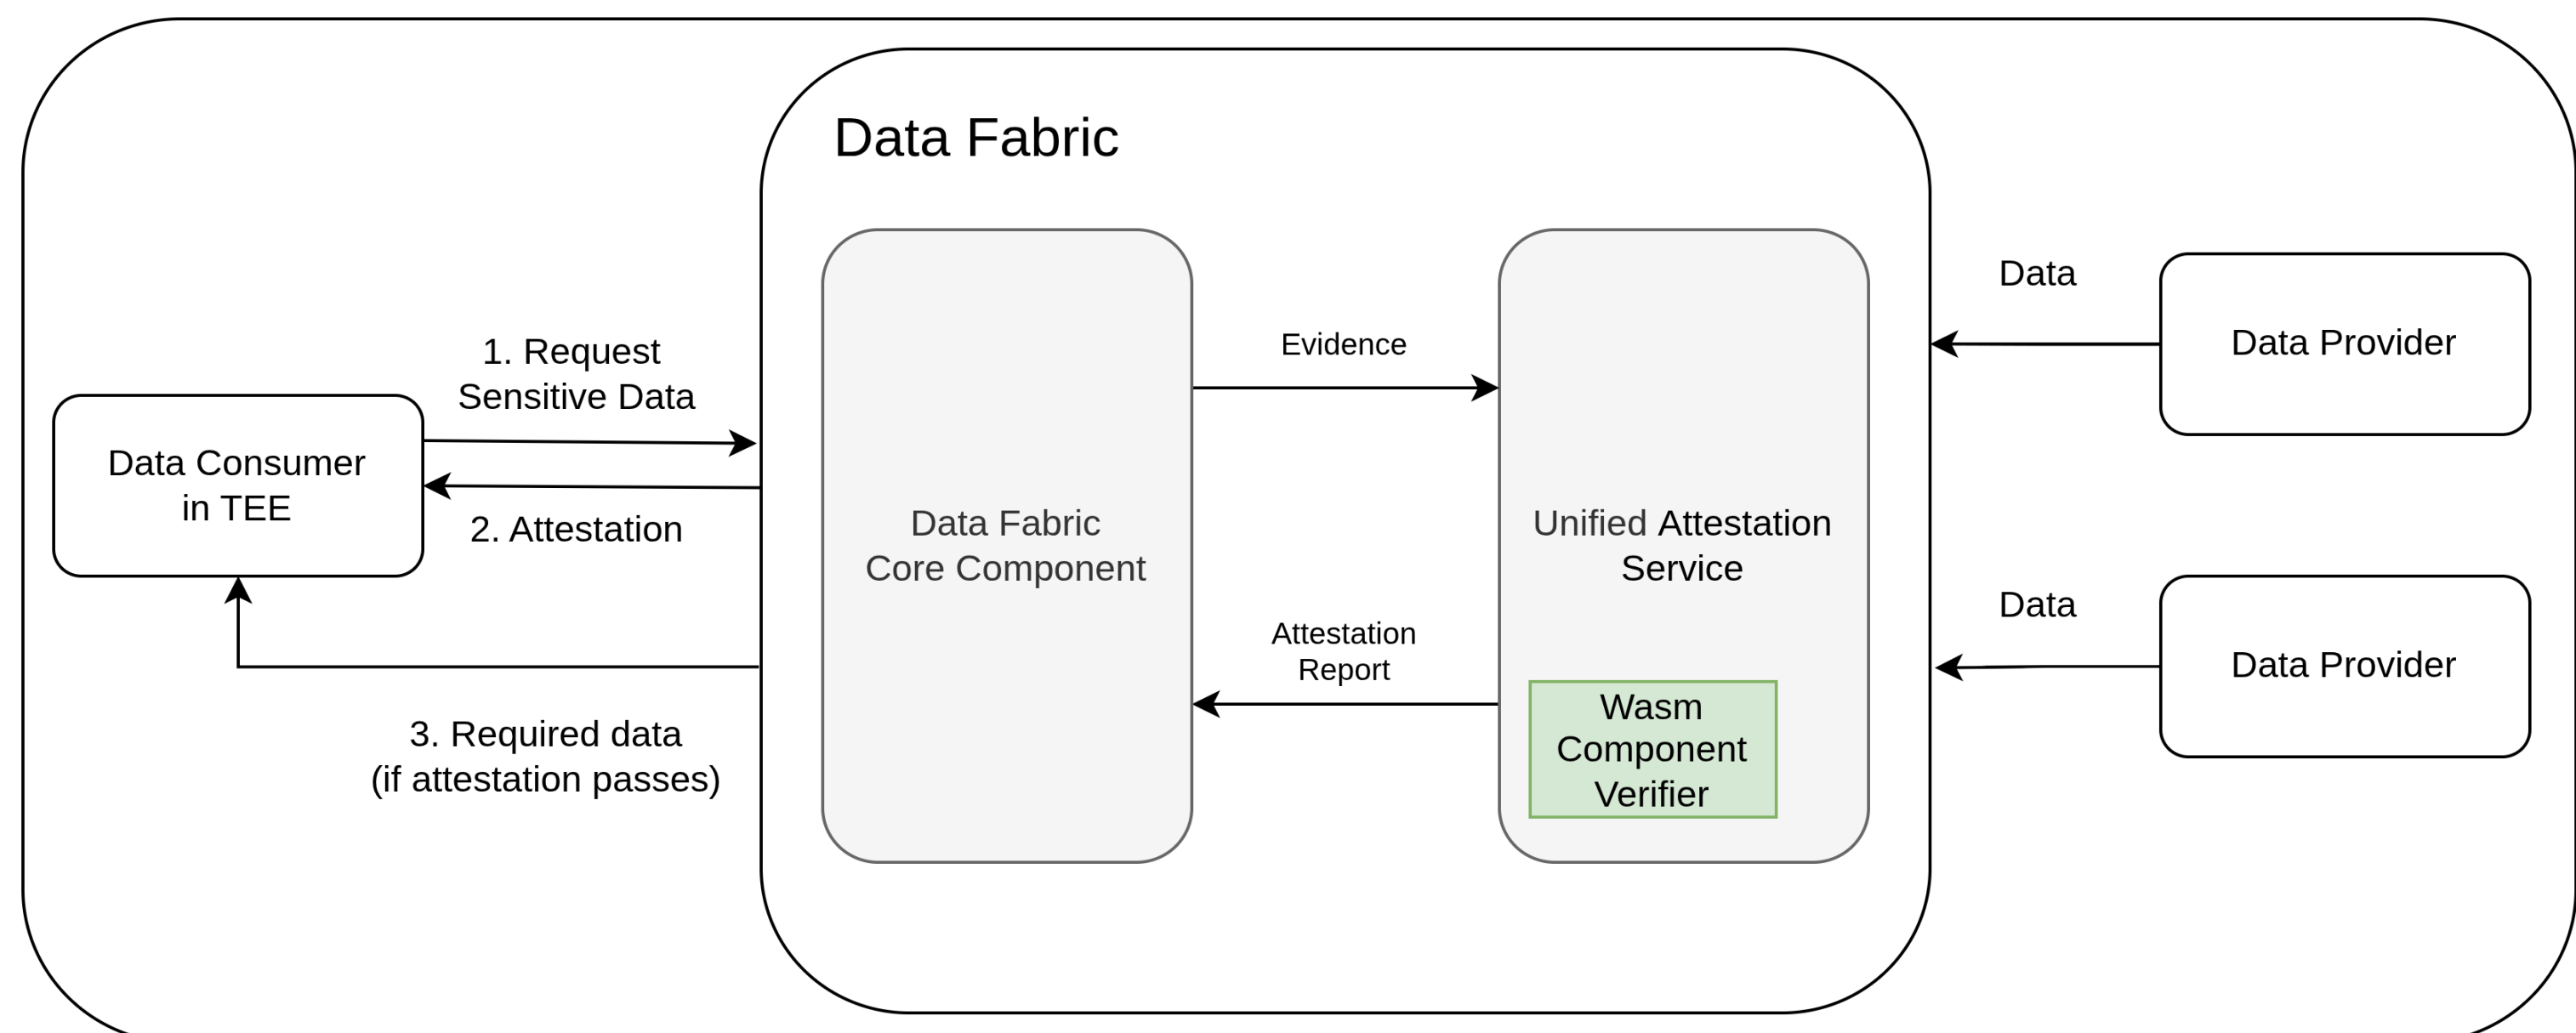 Data Fabric
1. Request
Sensitive Data
Data Consumer
in TEE
2. Attestation
3. Required data
(if attestation passes)
Data Fabric
Core Component
Evidence
Attestation
Report
Unified Attestation
Service
Wasm
Component
Verifier
Data
Data Provider
Data
Data Provider